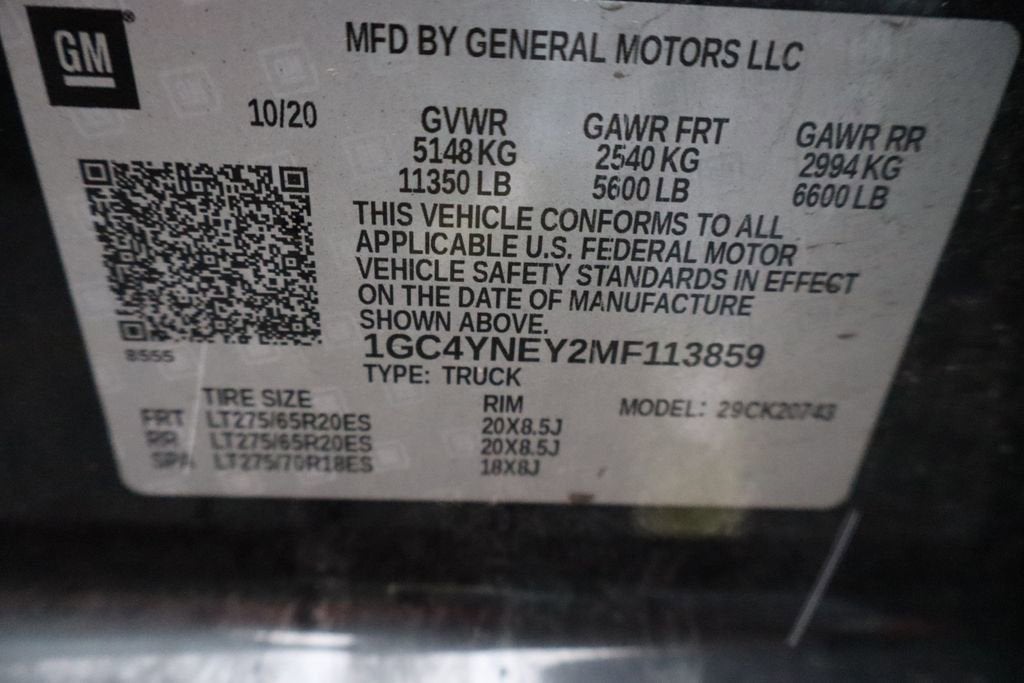 GM®
MFD BY GENERAL MOTORS LLC
10/20
GVWR
5148 KG
11350 LB
GAWR FRT
2540 KG
5600 LB
GAWR RR
2994 KG
6600 LB
THIS VEHICLE CONFORMS TO ALL
APPLICABLE U.S. FEDERAL MOTOR
VEHICLE SAFETY STANDARDS IN EFFECT
ON THE DATE OF MANUFACTURE
SHOWN ABOVE.
8555
1GC4YNEY2MF113859
TYPE: TRUCK
TIRE SIZE RIM MODEL: 29CK20743
FRT LT275/65R20ES 20X8.5J
RR LT275/65R20ES 20X8.5J
SPA LT275/70R18ES 18X8J